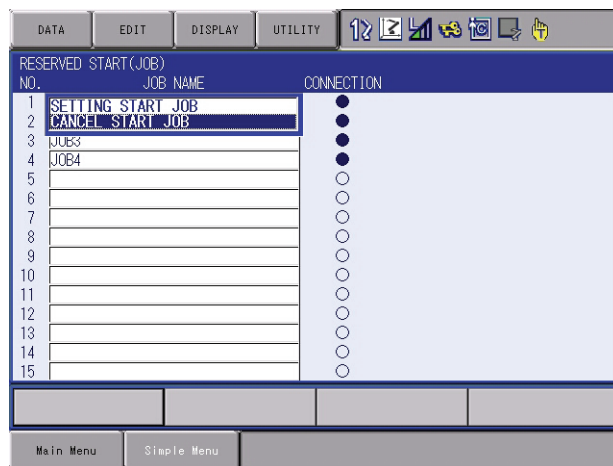 DATA EDIT DISPLAY UTILITY
RESERVED START(JOB)
NO. JOB NAME CONNECTION
1 SETTING START JOB
2 CANCEL START JOB
3 JOB3
4 JOB4
5
6
7
8
9
10
11
12
13
14
15
Main Menu Simple Menu